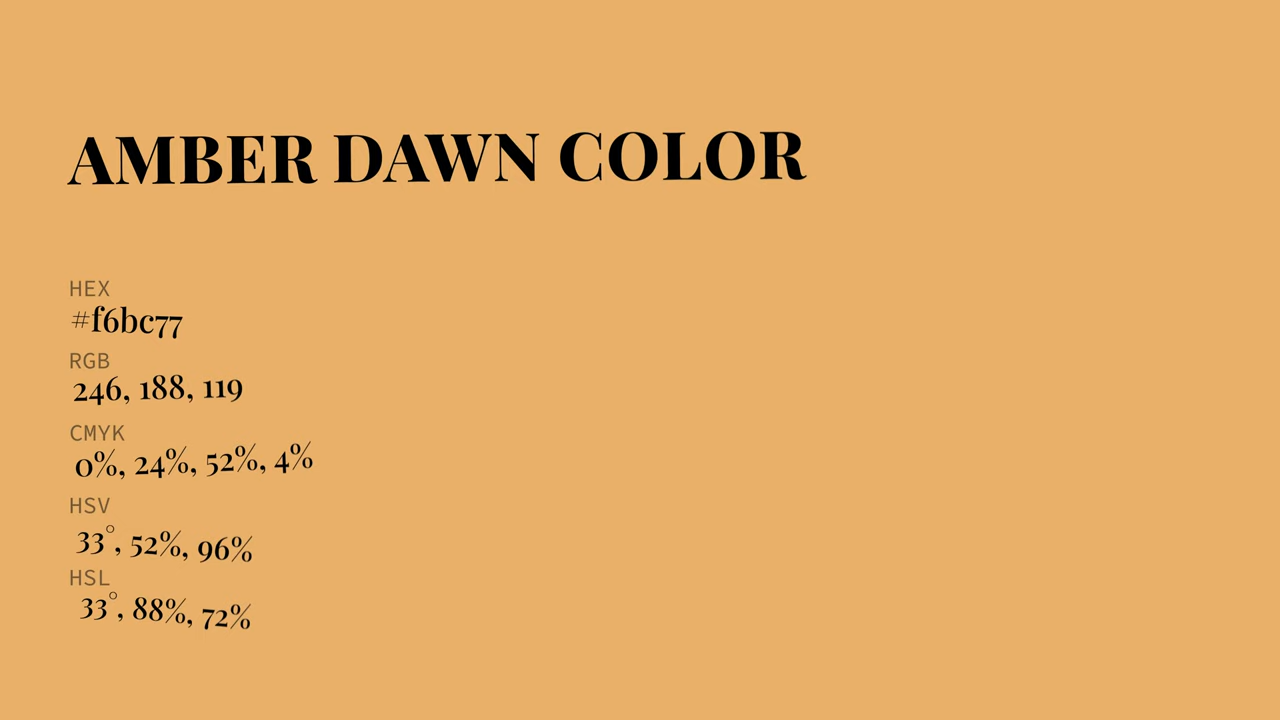 AMBER DAWN COLOR
HEX
#f6bc77
RGB
246, 188, 119
CMYK
0%, 24%, 52%, 4%
HSV
33°, 52%, 96%
HSL
33°, 88%, 72%